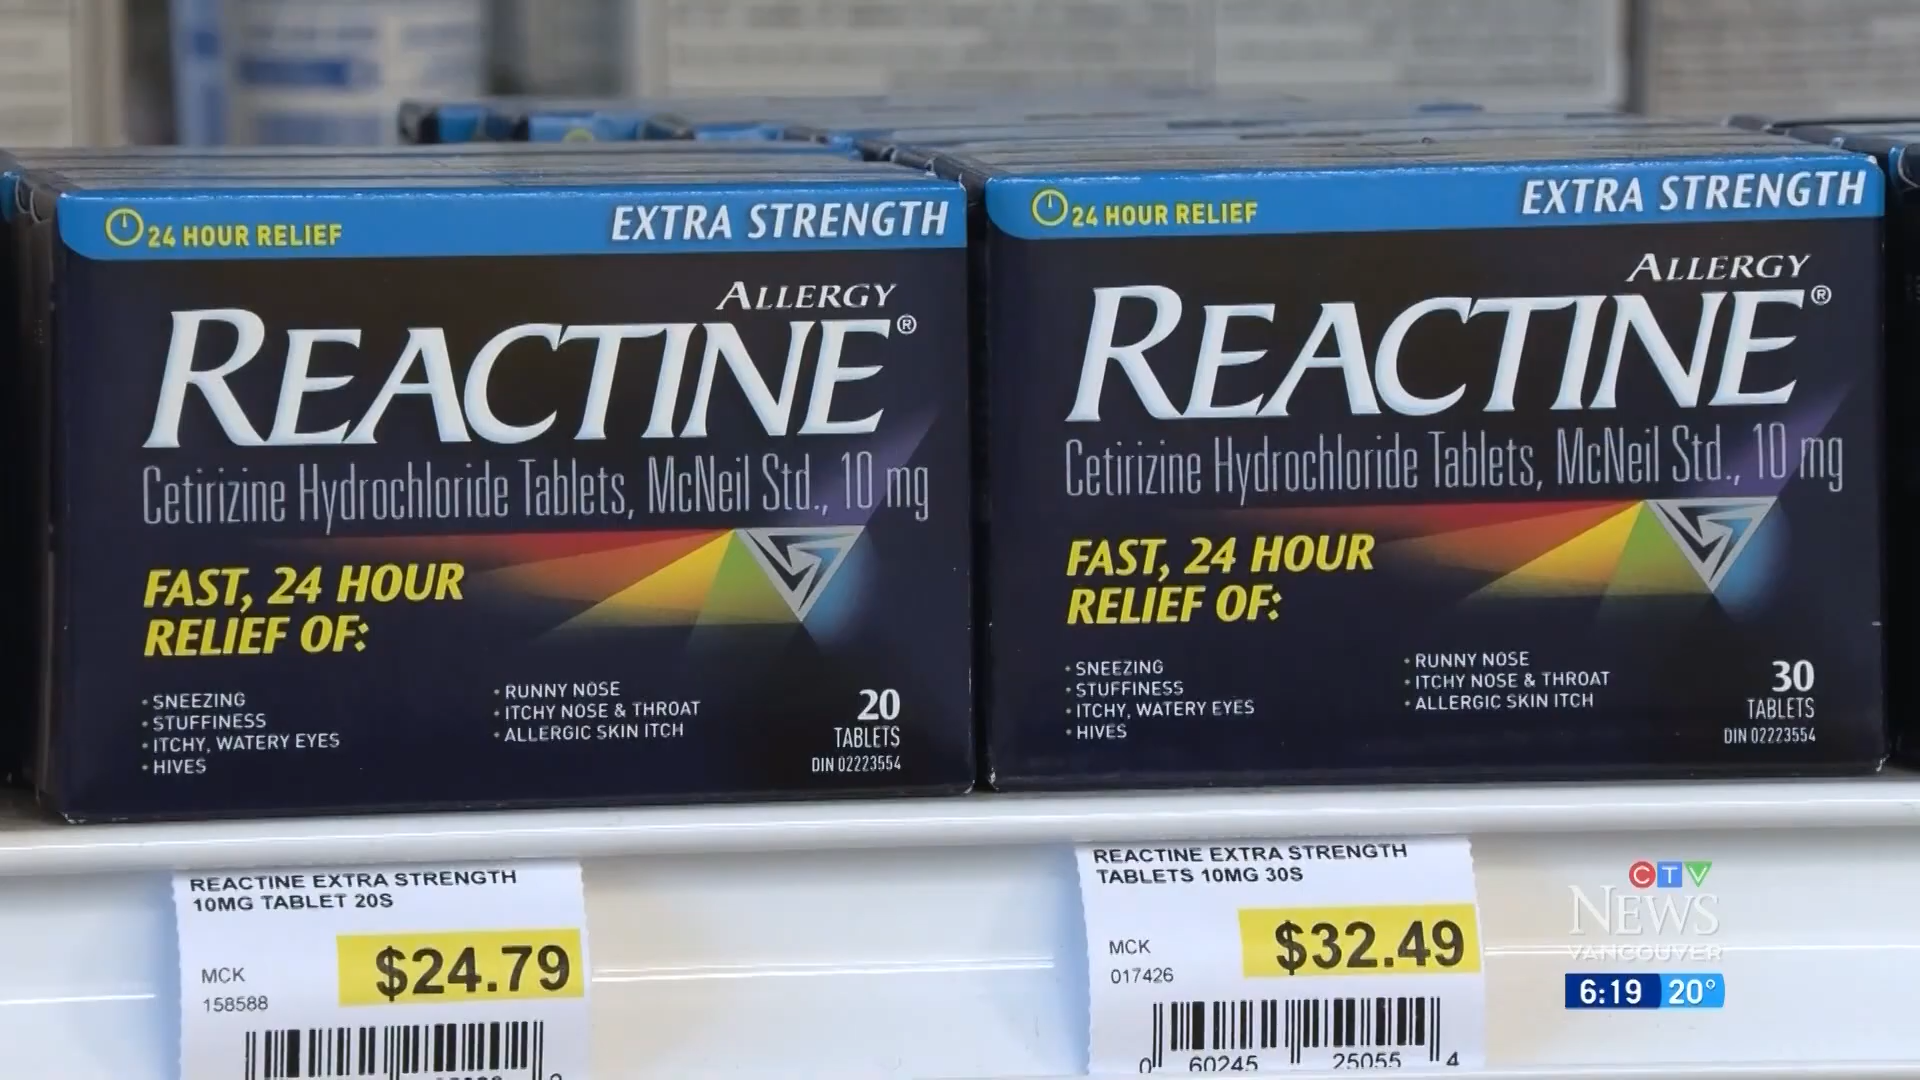 24 HOUR RELIEF EXTRA STRENGTH
ALLERGY
REACTINE®
Cetirizine Hydrochloride Tablets, McNeil Std., 10 mg
FAST, 24 HOUR
RELIEF OF:
• SNEEZING
• STUFFINESS
• ITCHY, WATERY EYES
• HIVES
• RUNNY NOSE
• ITCHY NOSE & THROAT
• ALLERGIC SKIN ITCH
20
TABLETS
DIN 02223554
24 HOUR RELIEF EXTRA STRENGTH
ALLERGY
REACTINE®
Cetirizine Hydrochloride Tablets, McNeil Std., 10 mg
FAST, 24 HOUR
RELIEF OF:
• SNEEZING
• STUFFINESS
• ITCHY, WATERY EYES
• HIVES
• RUNNY NOSE
• ITCHY NOSE & THROAT
• ALLERGIC SKIN ITCH
30
TABLETS
DIN 02223554
REACTINE EXTRA STRENGTH
10MG TABLET 20S
MCK
158588
$24.79
REACTINE EXTRA STRENGTH
TABLETS 10MG 30S
MCK
017426
$32.49
0 60245 25055 4
CTV
NEWS
VANCOUVER
6:19 20°